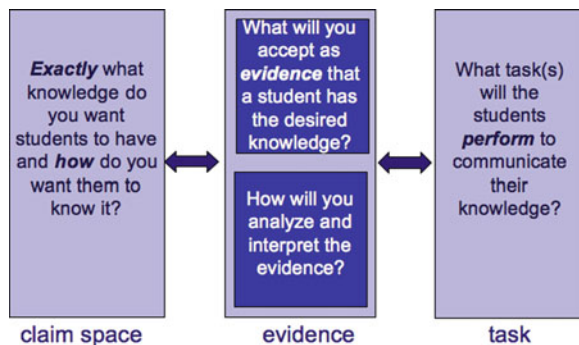 Exactly what
knowledge do
you want
students to have
and how do you
want them to
know it?
What will you
accept as
evidence that
a student has
the desired
knowledge?
How will you
analyze and
interpret the
evidence?
What task(s)
will the
students
perform to
communicate
their
knowledge?
claim space
evidence
task